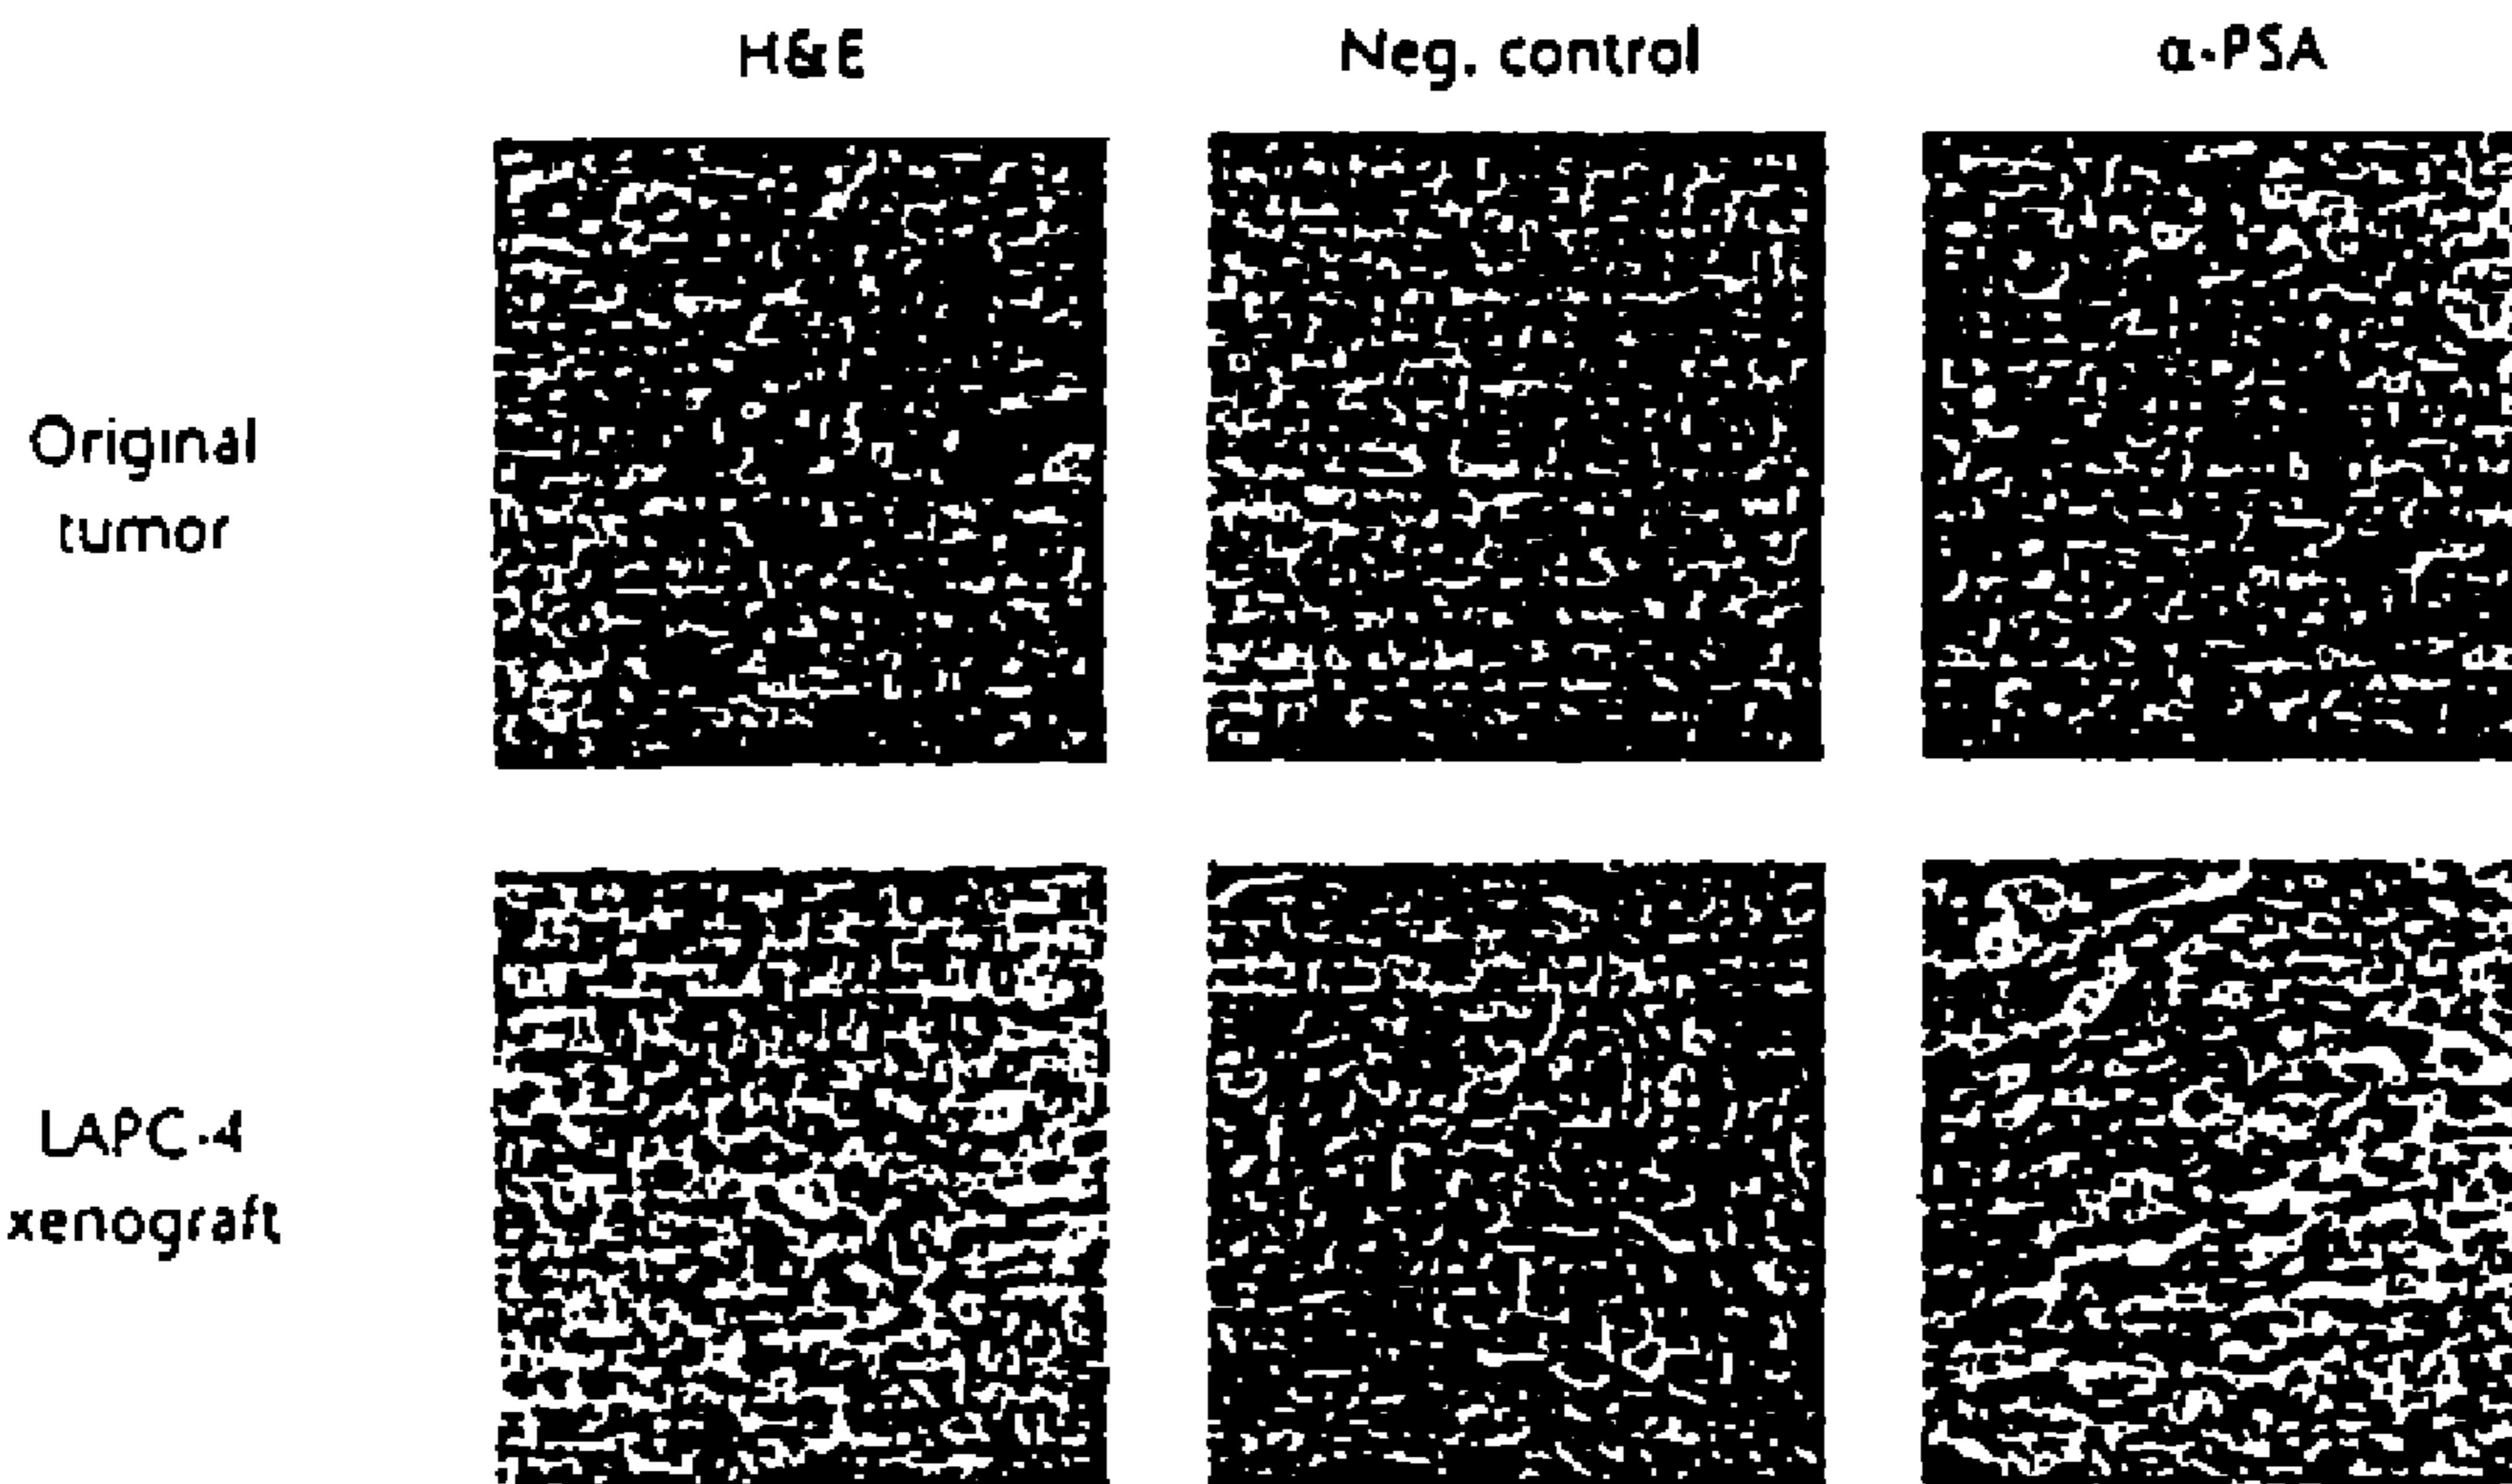 H&E
Neg. control
α-PSA
Original
tumor
LAPC-4
xenograft